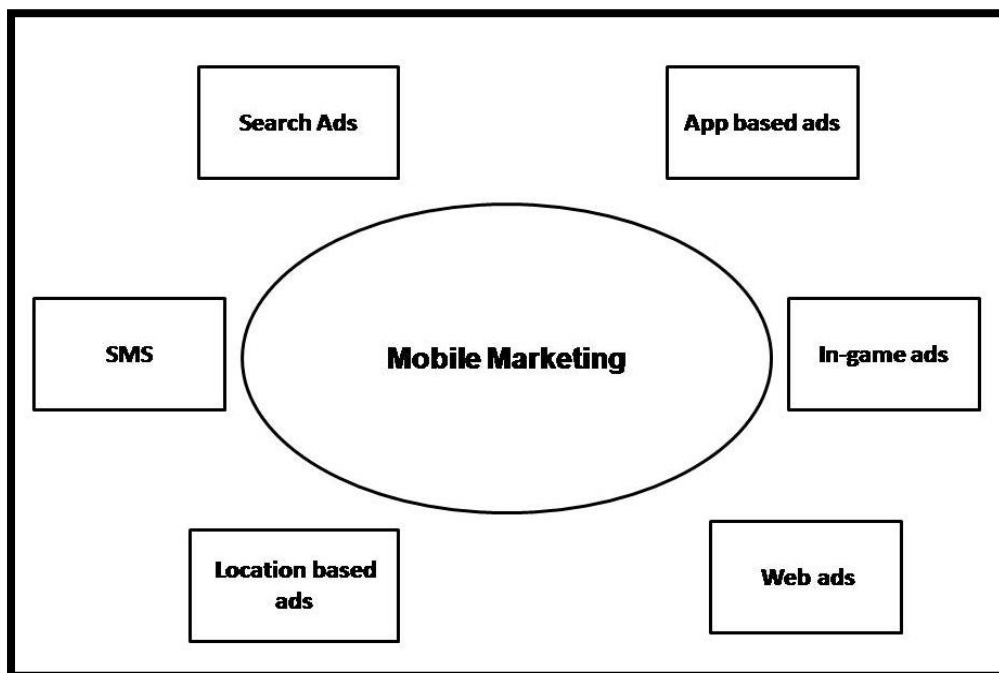 Search Ads
App based ads
SMS
Mobile Marketing
In-game ads
Location based
ads
Web ads